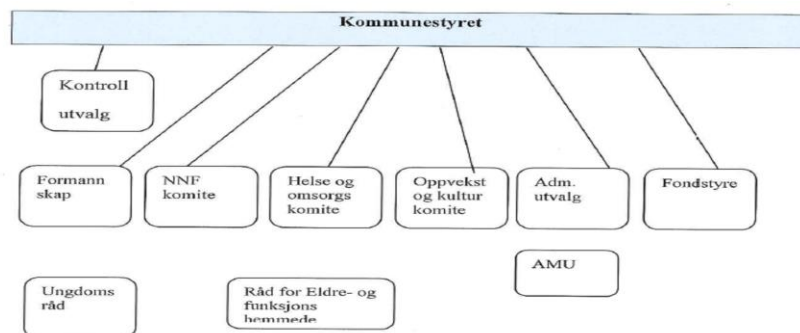 Kommunestyret
Kontroll
utvalg
Formann
skap
NNF
komite
Helse og
omsorgs
komite
Oppvekst
og kultur
komite
Adm.
utvalg
Fondstyre
AMU
Ungdoms
råd
Råd for Eldre- og
funksjons
hemmede